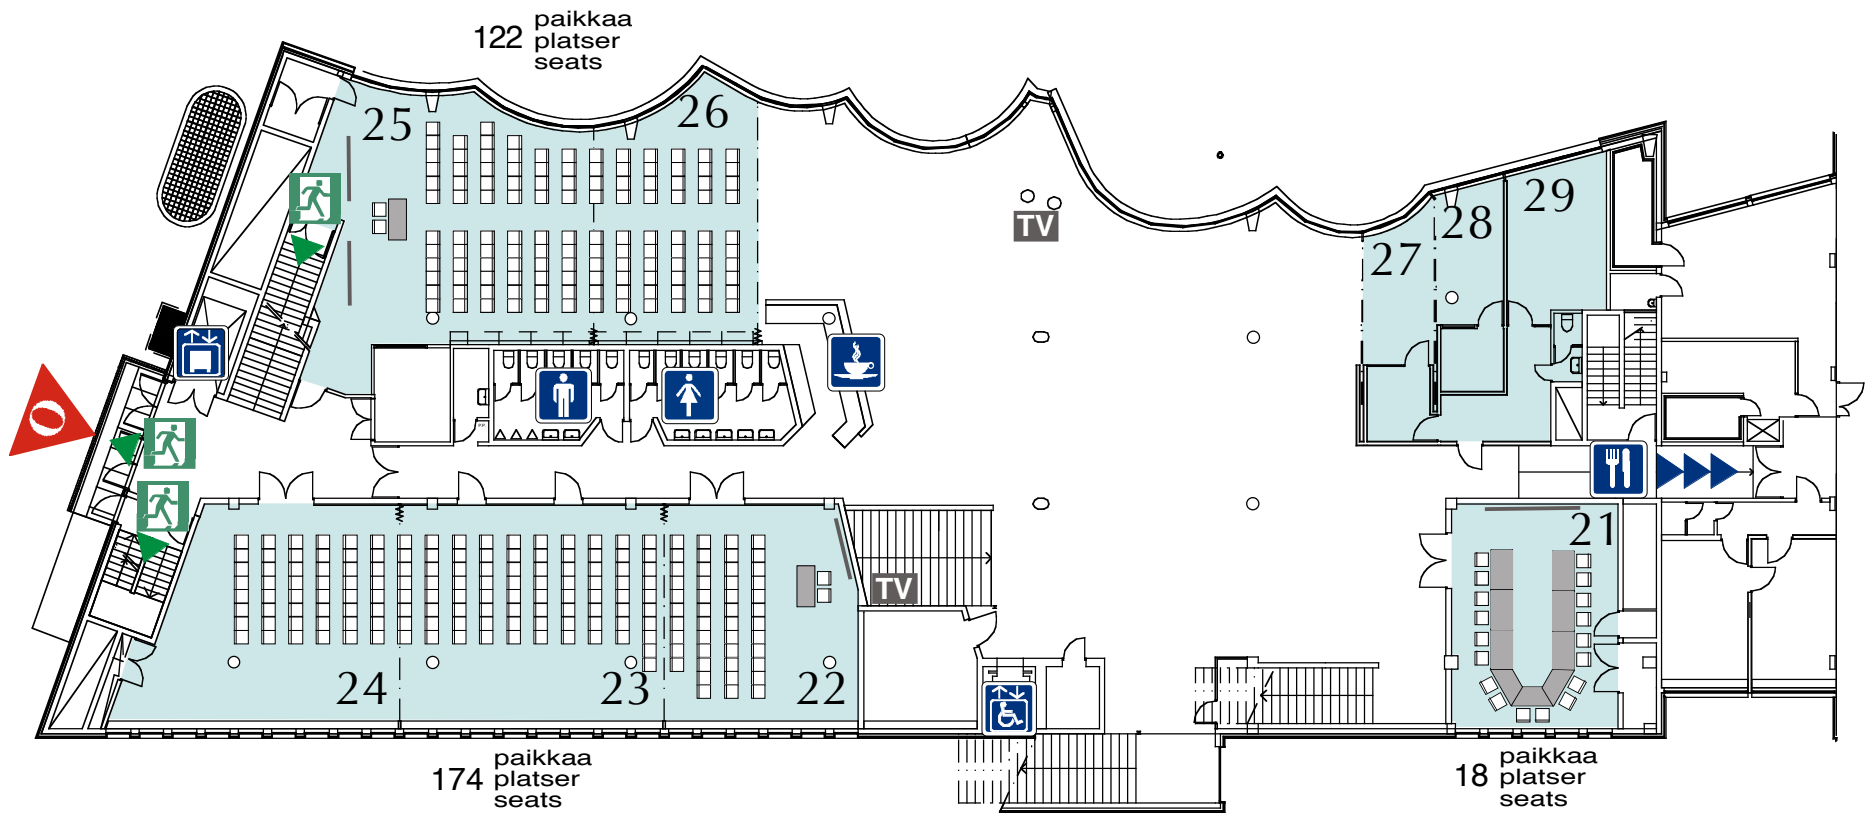 122 paikkaa
platser
seats
25
26
29
28
27
TV
0
P.P.
21
TV
24
23
22
174 paikkaa
platser
seats
18 paikkaa
platser
seats